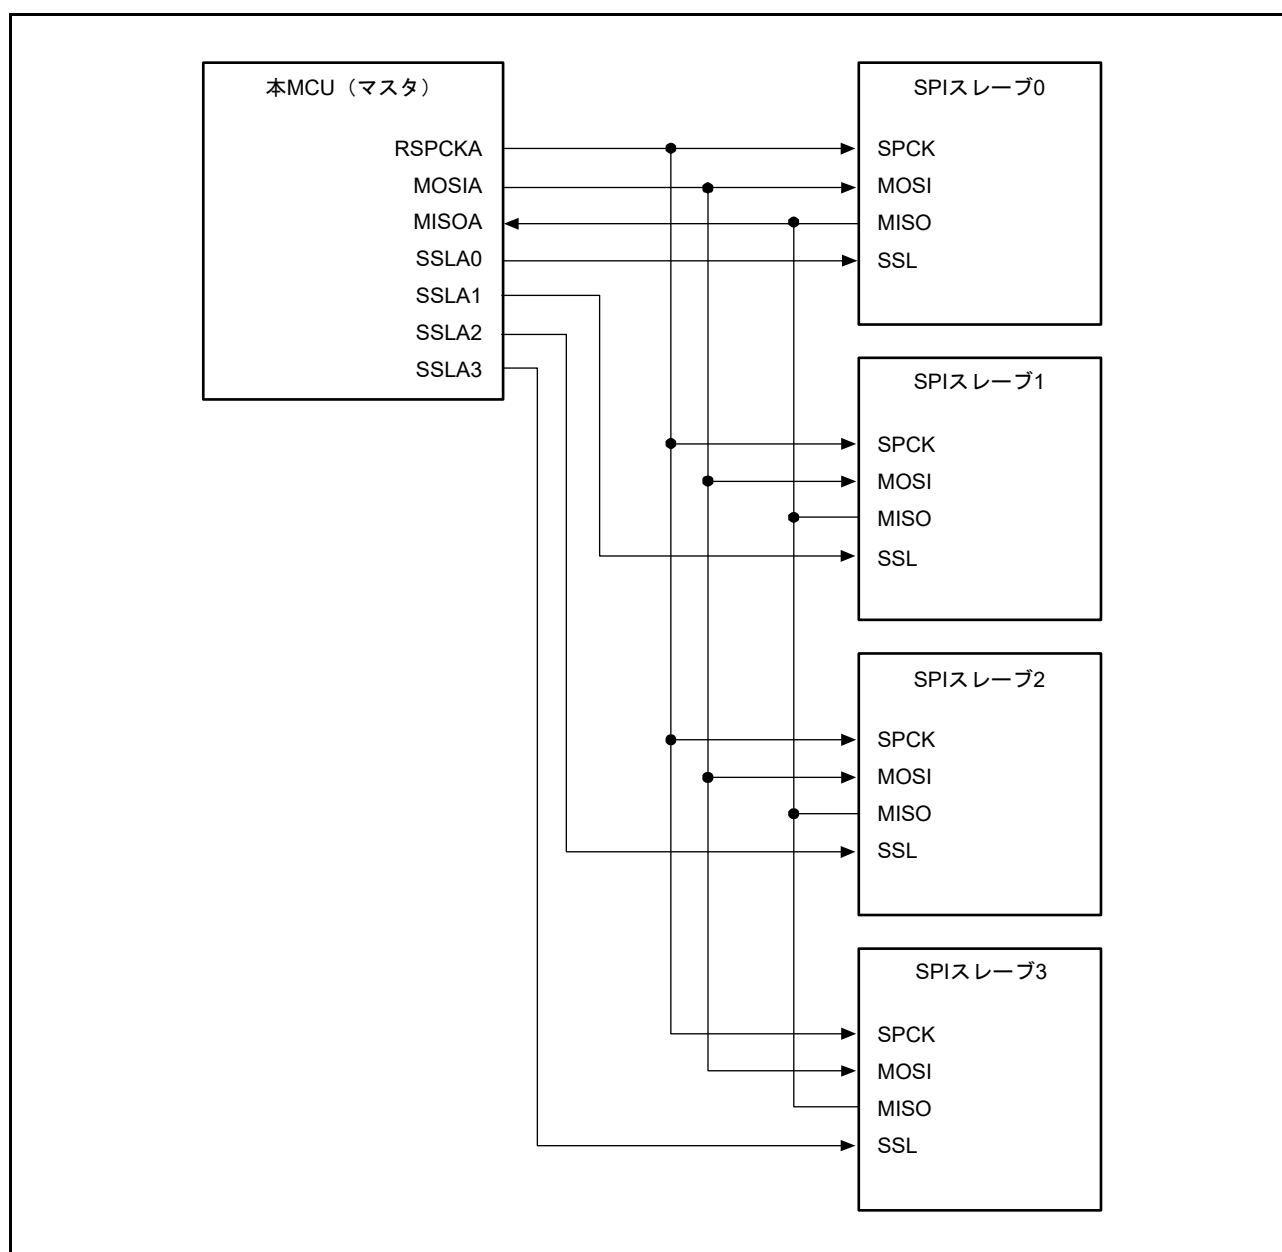 本MCU（マスタ）
RSPCKA
MOSIA
MISOA
SSLA0
SSLA1
SSLA2
SSLA3
SPIスレーブ0
SPCK
MOSI
MISO
SSL
SPIスレーブ1
SPCK
MOSI
MISO
SSL
SPIスレーブ2
SPCK
MOSI
MISO
SSL
SPIスレーブ3
SPCK
MOSI
MISO
SSL